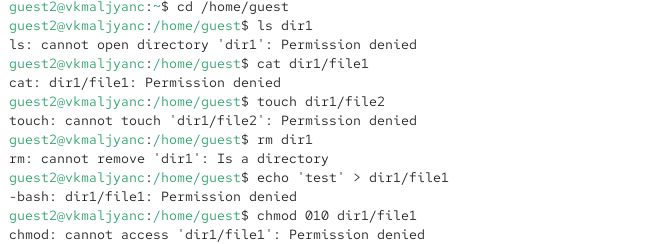 guest2@vkmaljyanc:~$ cd /home/guest
guest2@vkmaljyanc:/home/guest$ ls dir1
ls: cannot open directory 'dir1': Permission denied
guest2@vkmaljyanc:/home/guest$ cat dir1/file1
cat: dir1/file1: Permission denied
guest2@vkmaljyanc:/home/guest$ touch dir1/file2
touch: cannot touch 'dir1/file2': Permission denied
guest2@vkmaljyanc:/home/guest$ rm dir1
rm: cannot remove 'dir1': Is a directory
guest2@vkmaljyanc:/home/guest$ echo 'test' > dir1/file1
-bash: dir1/file1: Permission denied
guest2@vkmaljyanc:/home/guest$ chmod 010 dir1/file1
chmod: cannot access 'dir1/file1': Permission denied